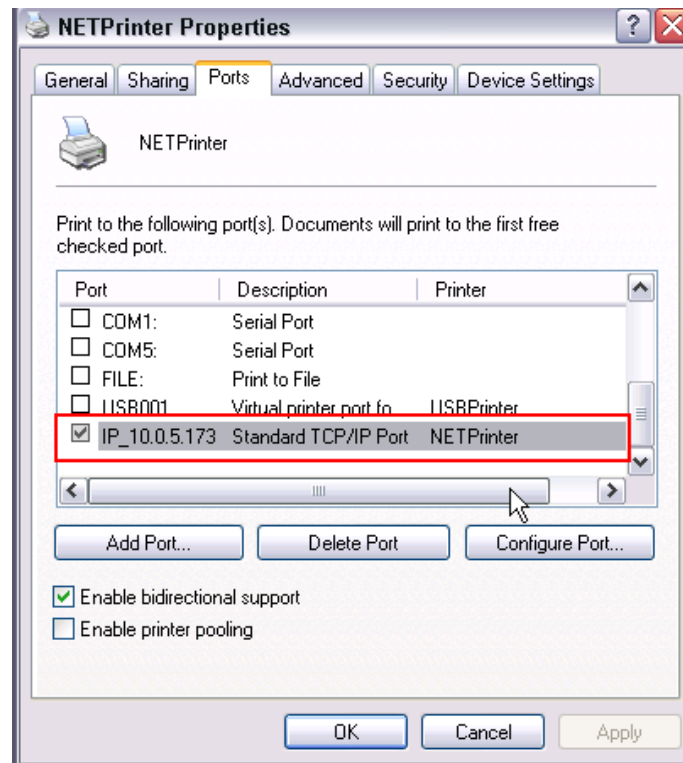 NETPrinter Properties
General Sharing Ports Advanced Security Device Settings
NETPrinter
Print to the following port(s). Documents will print to the first free
checked port.
Port Description Printer
COM1: Serial Port
COM5: Serial Port
FILE: Print to File
USB001 Virtual printer port fo USBPrinter
IP_10.0.5.173 Standard TCP/IP Port NETPrinter
Add Port... Delete Port Configure Port...
Enable bidirectional support
Enable printer pooling
OK Cancel Apply